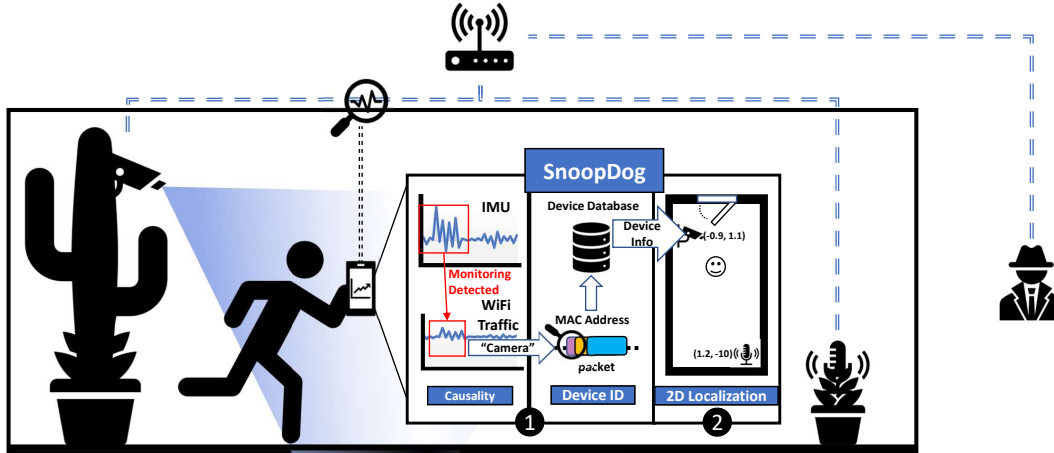 SnoopDog
IMU
Monitoring
Detected
WiFi
Traffic
"Camera"
Causality
Device Database
MAC Address
packet
Device ID
Device
Info
(-0.9, 1.1)
(1.2, -10)
2D Localization
1
2